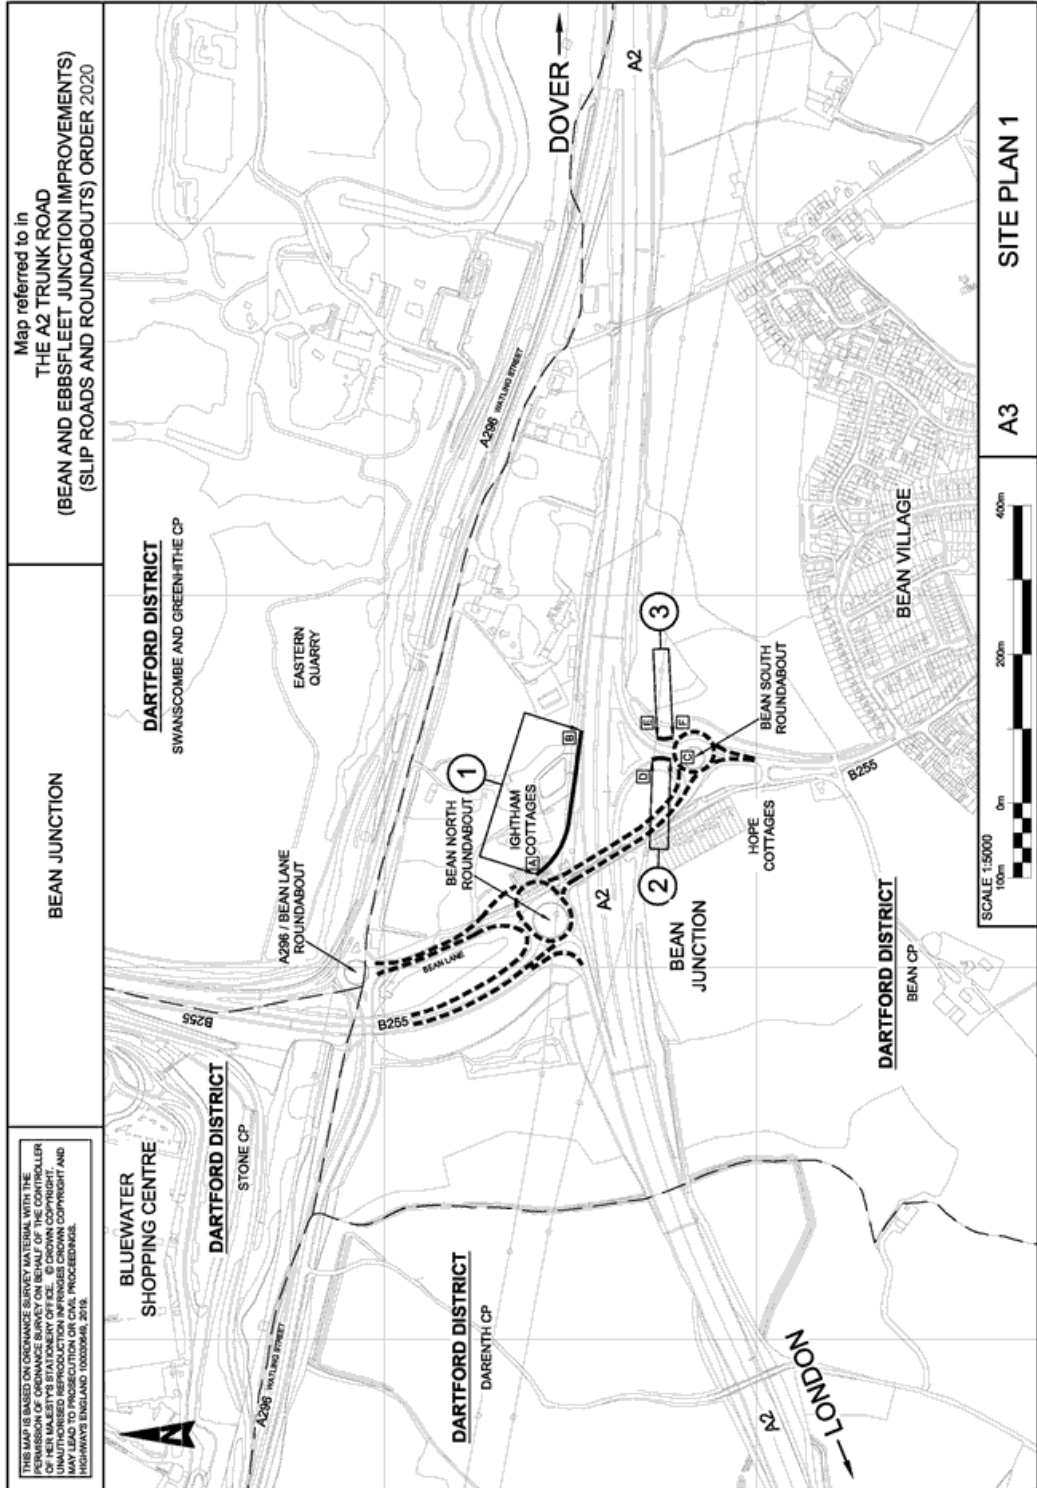 THIS MAP IS BASED ON ORDNANCE SURVEY MATERIAL WITH THE
PERMISSION OF ORDNANCE SURVEY ON BEHALF OF THE CONTROLLER
OF HER MAJESTY'S STATIONERY OFFICE. © CROWN COPYRIGHT.
UNAUTHORISED REPRODUCTION INFRINGES CROWN COPYRIGHT AND
MAY LEAD TO PROSECUTION OR CIVIL PROCEEDINGS.
HIGHWAYS ENGLAND 100030649, 2019.
BEAN JUNCTION
Map referred to in
THE A2 TRUNK ROAD
(BEAN AND EBBSFLEET JUNCTION IMPROVEMENTS)
(SLIP ROADS AND ROUNDABOUTS) ORDER 2020
N
BLUEWATER
SHOPPING CENTRE
DARTFORD DISTRICT
STONE CP
B255
A296 / BEAN LANE
ROUNDABOUT
DARTFORD DISTRICT
SWANSCOMBE AND GREENHITHE CP
EASTERN
QUARRY
A296 WATLING STREET
A296 WATLING STREET
B255
BEAN LANE
BEAN NORTH
ROUNDABOUT
1
IGHTHAM
COTTAGES
A
B
DOVER
A2
DARTFORD DISTRICT
DARENTH CP
A2
BEAN
JUNCTION
2
D
E
3
C
F
HOPE
COTTAGES
BEAN SOUTH
ROUNDABOUT
B255
BEAN VILLAGE
LONDON
A2
DARTFORD DISTRICT
BEAN CP
SCALE 1:5000
100m
0m
200m
400m
A3
SITE PLAN 1